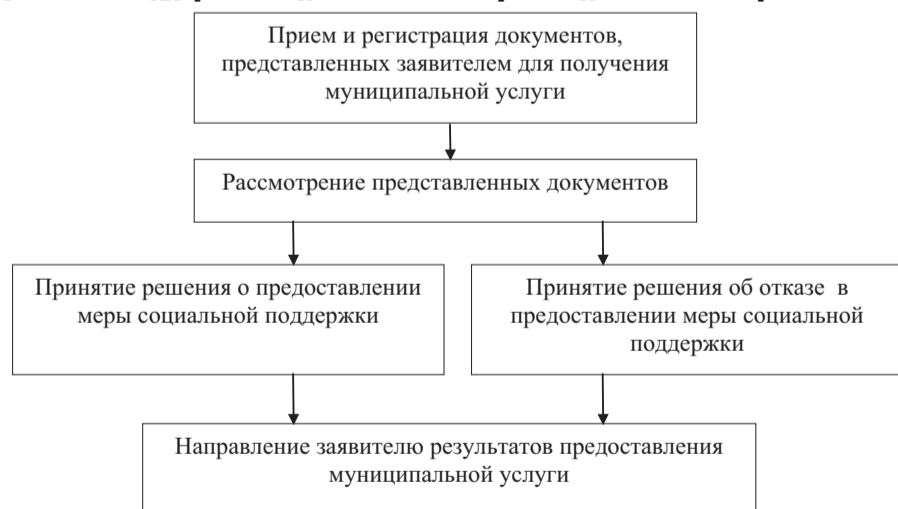 Прием и регистрация документов,
представленных заявителем для получения
муниципальной услуги
Рассмотрение представленных документов
Принятие решения о предоставлении
меры социальной поддержки
Принятие решения об отказе в
предоставлении меры социальной
поддержки
Направление заявителю результатов предоставления
муниципальной услуги